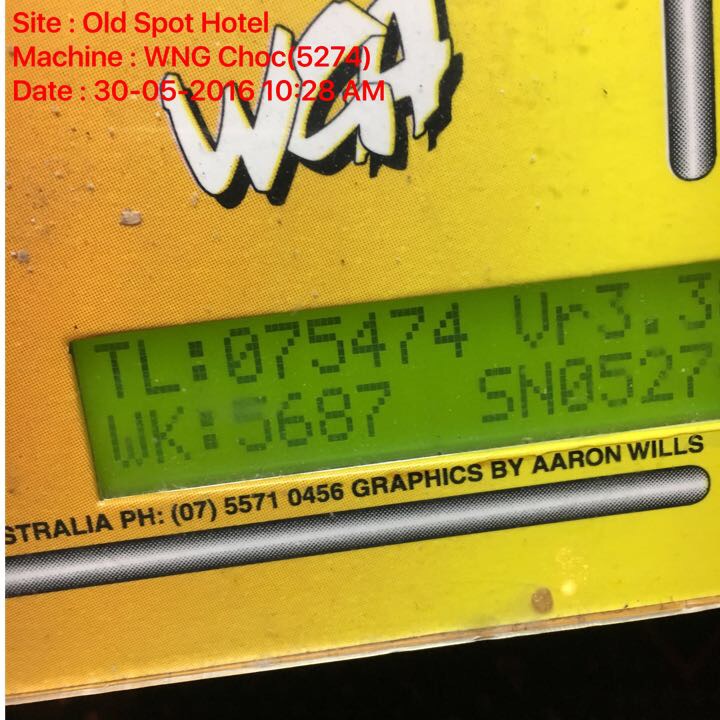 Site : Old Spot Hotel
Machine : WNG Choc(5274)
Date : 30-05-2016 10:28 AM
WGA
TL:075474 Vr3.3
WK:5687 SN0527
STRALIA PH: (07) 5571 0456 GRAPHICS BY AARON WILLS